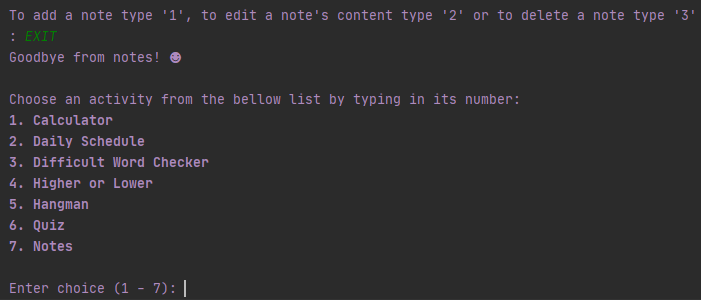 To add a note type '1', to edit a note's content type '2' or to delete a note type '3'
: EXIT
Goodbye from notes! ☻
Choose an activity from the bellow list by typing in its number:
1. Calculator
2. Daily Schedule
3. Difficult Word Checker
4. Higher or Lower
5. Hangman
6. Quiz
7. Notes
Enter choice (1 - 7):